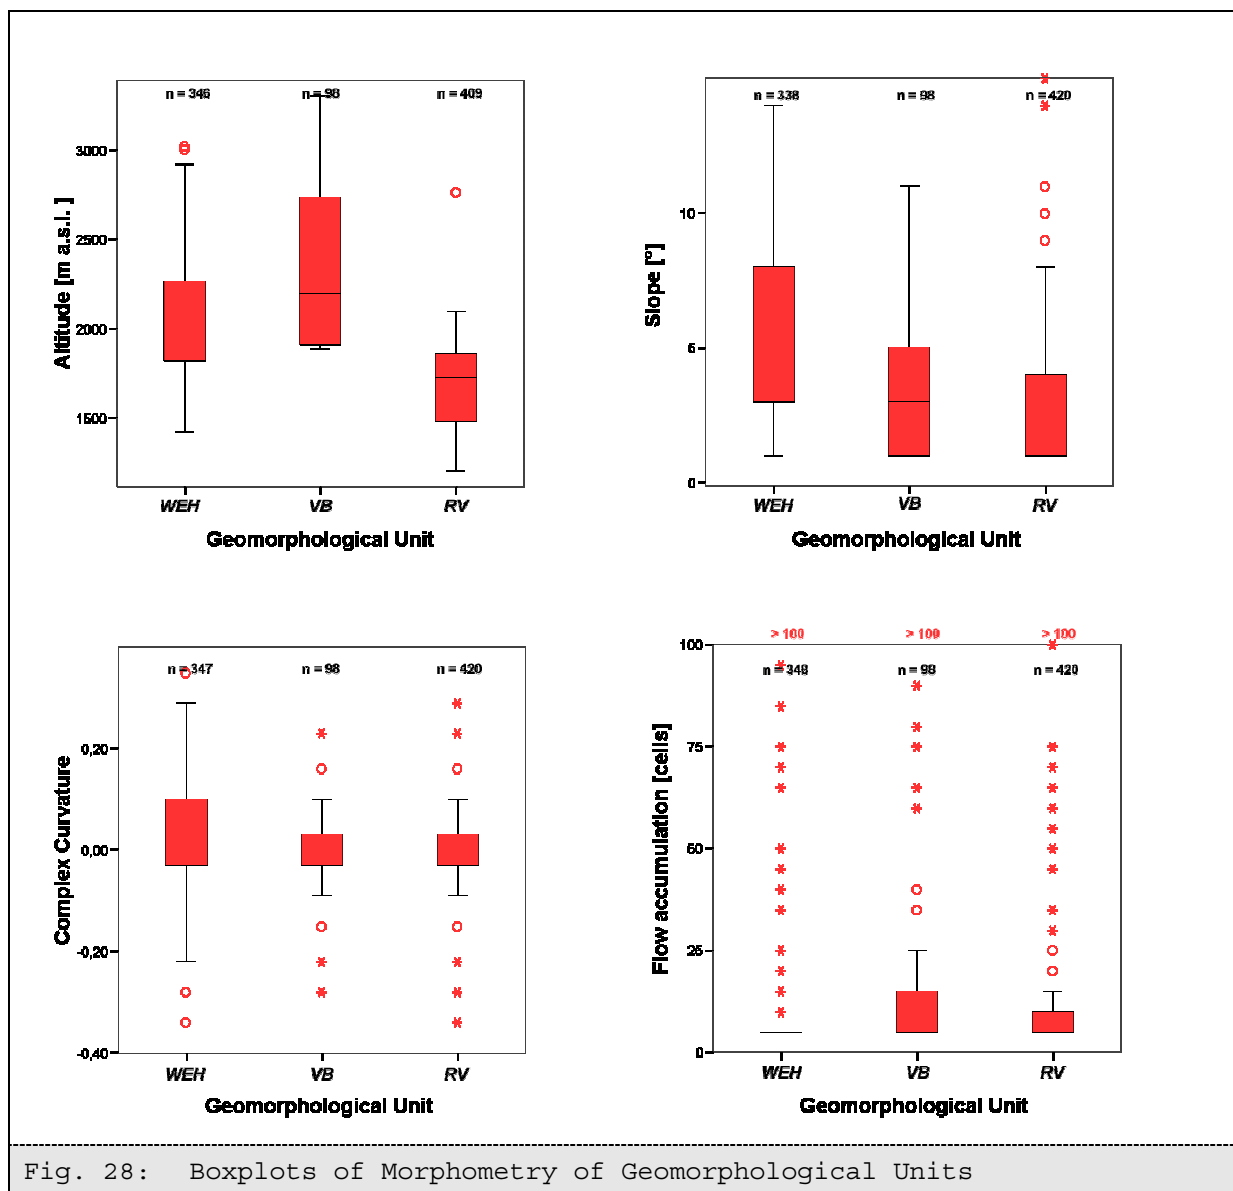 n = 346 n = 98 n = 409
3000
2500
2000
1500
Altitude [m a.s.l. ]
WEH VB RV
Geomorphological Unit
n = 338 n = 98 n = 420
10
5
0
Slope [°]
WEH VB RV
Geomorphological Unit
n = 347 n = 98 n = 420
0,20
0,00
-0,20
-0,40
Complex Curvature
WEH VB RV
Geomorphological Unit
> 100 > 100 > 100
n = 348 n = 98 n = 420
100
75
50
25
0
Flow accumulation [cells]
WEH VB RV
Geomorphological Unit
Fig. 28: Boxplots of Morphometry of Geomorphological Units